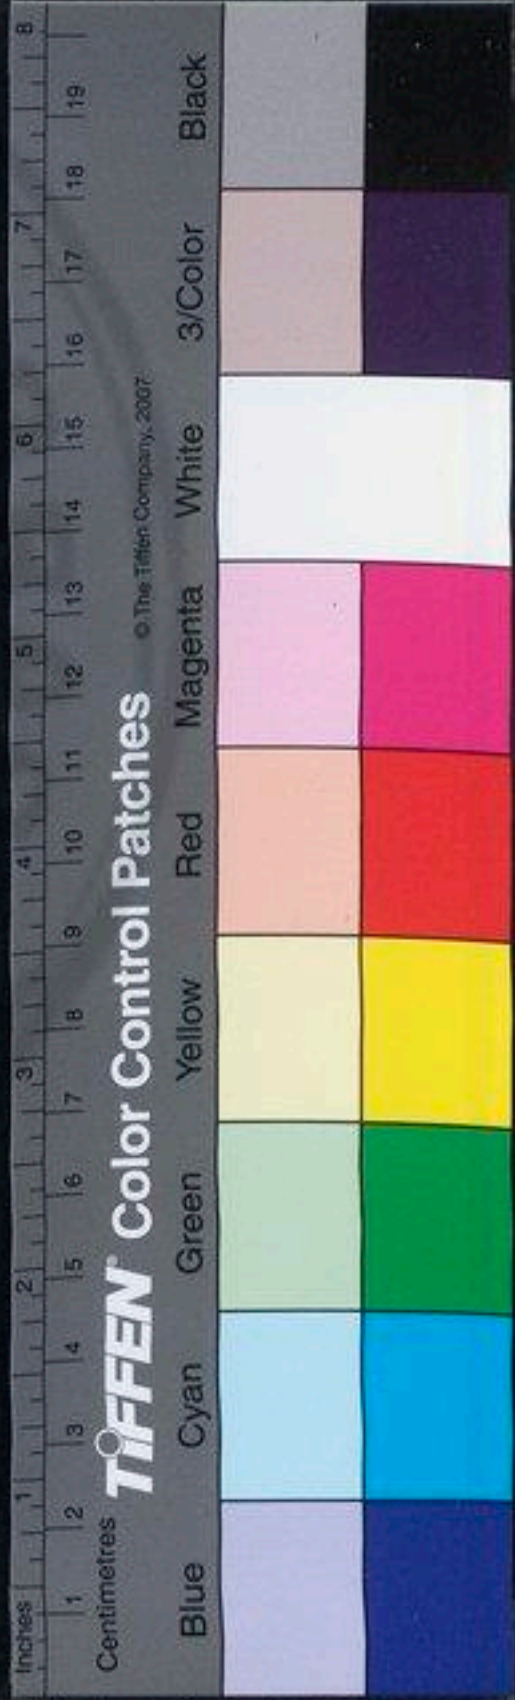 Inches 1 2 3 4 5 6 7 8
Centimetres 1 2 3 4 5 6 7 8 9 10 11 12 13 14 15 16 17 18 19
TIFFEN® Color Control Patches © The Tiffen Company, 2007
Blue Cyan Green Yellow Red Magenta White 3/Color Black